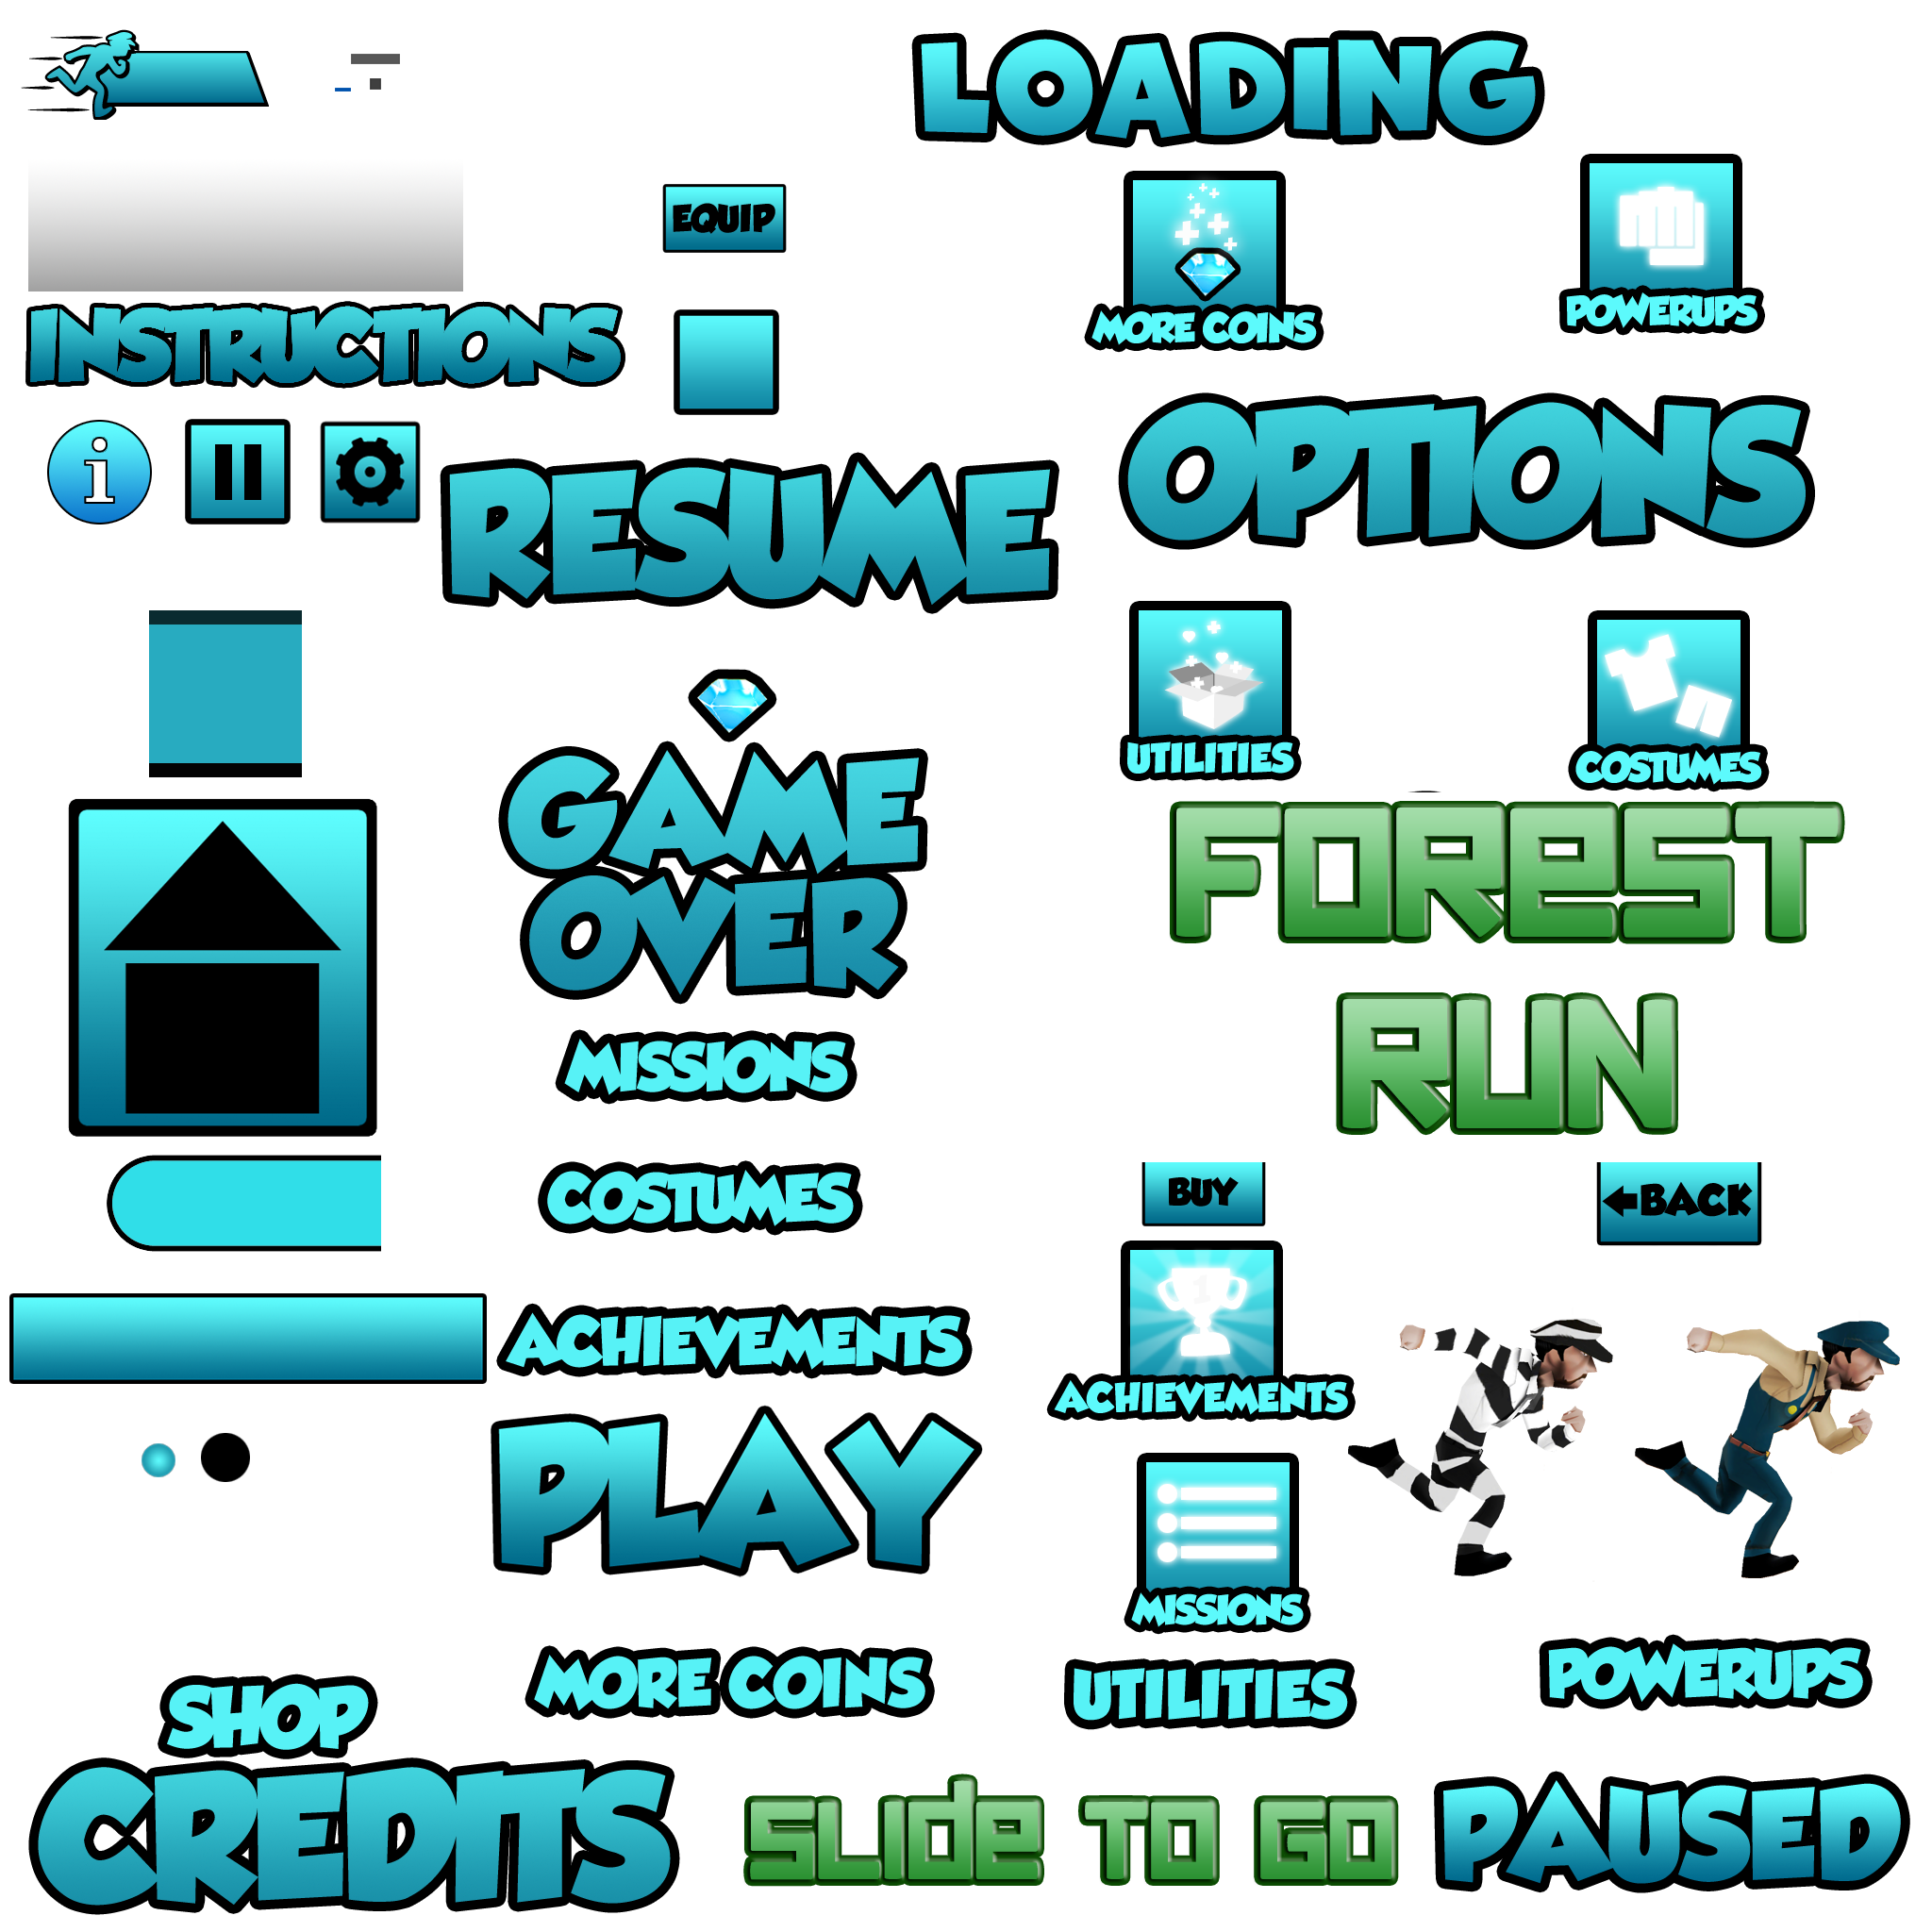 LOADING
EQUIP
MORE COINS
POWERUPS
INSTRUCTIONS
i
RESUME
OPTIONS
UTILITIES
COSTUMES
GAME
OVER
FOREST
RUN
MISSIONS
COSTUMES
BUY
BACK
1
ACHIEVEMENTS
ACHIEVEMENTS
PLAY
MISSIONS
MORE COINS
UTILITIES
POWERUPS
SHOP
CREDITS
SLIDE TO GO
PAUSED